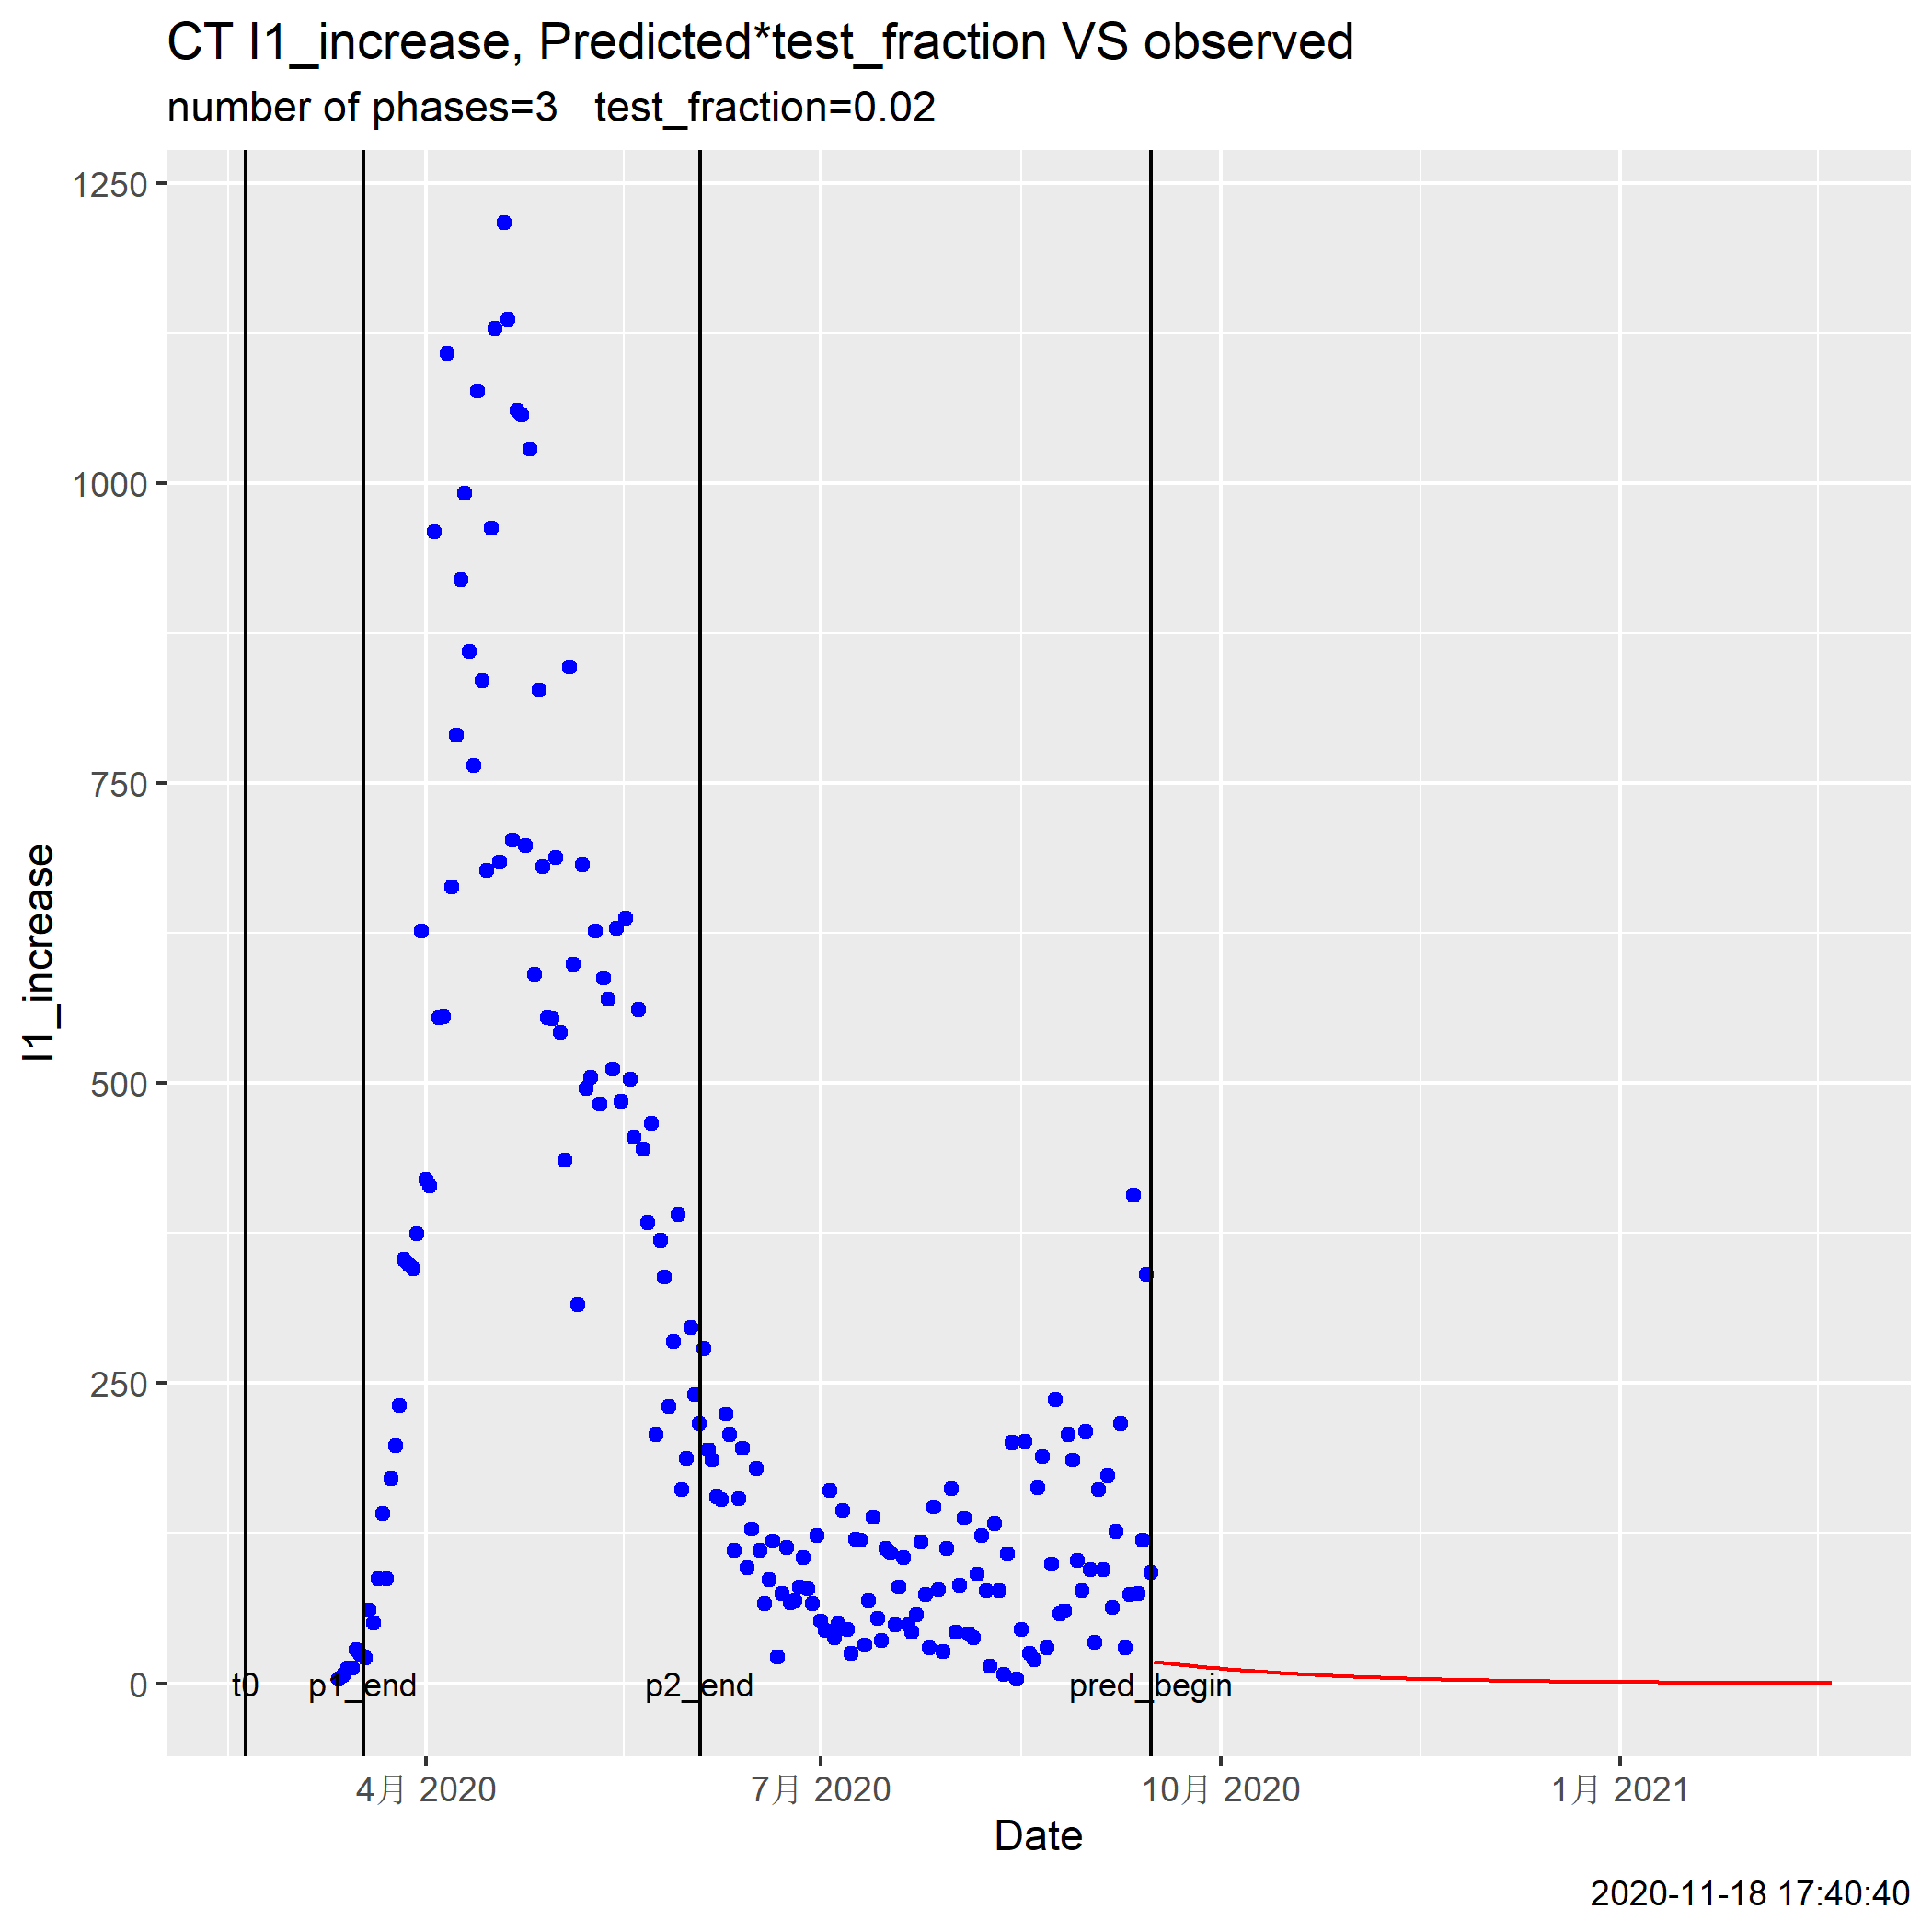 CT I1_increase, Predicted*test_fraction VS observed
number of phases=3   test_fraction=0.02
1250
1000
750
500
250
0
I1_increase
t0
p1_end
p2_end
pred_begin
4月 2020
7月 2020
10月 2020
1月 2021
Date
2020-11-18 17:40:40